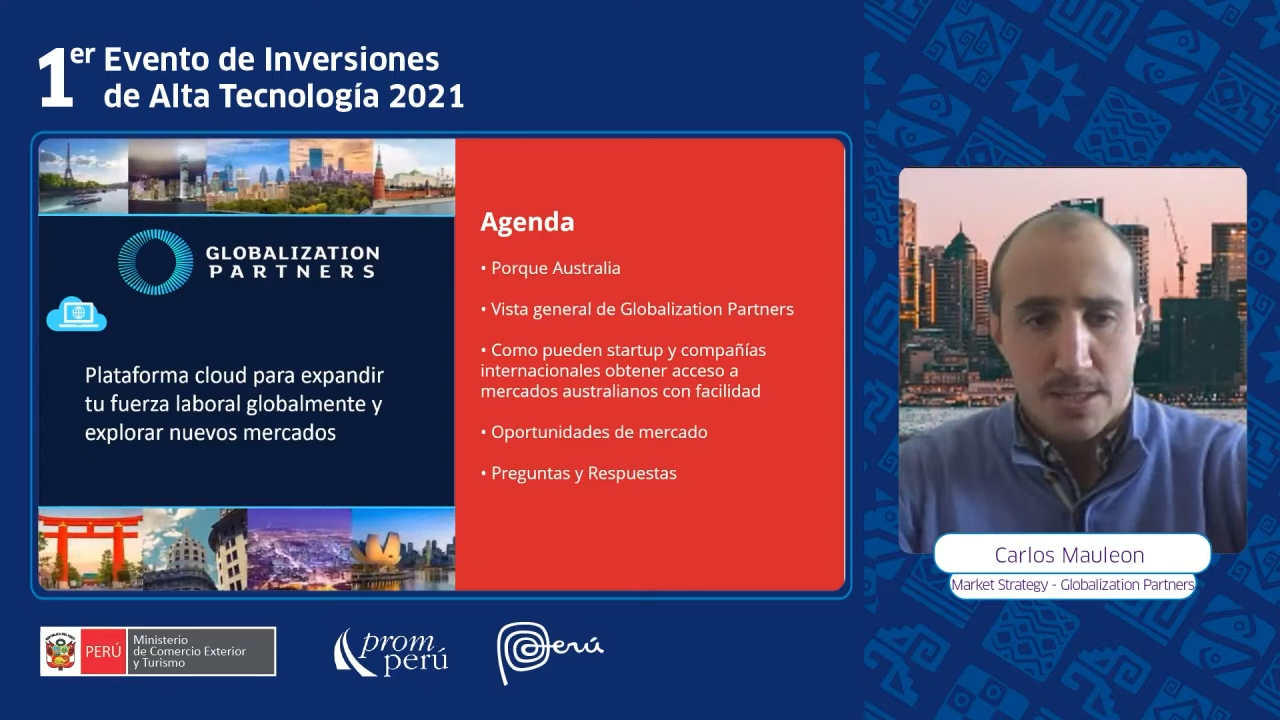 1er Evento de Inversiones
de Alta Tecnología 2021
GLOBALIZATION
PARTNERS
Plataforma cloud para expandir
tu fuerza laboral globalmente y
explorar nuevos mercados
Agenda
• Porque Australia
• Vista general de Globalization Partners
• Como pueden startup y compañías
internacionales obtener acceso a
mercados australianos con facilidad
• Oportunidades de mercado
• Preguntas y Respuestas
Carlos Mauleon
Market Strategy - Globalization Partners
PERÚ
Ministerio
de Comercio Exterior
y Turismo
prom
perú
Perú